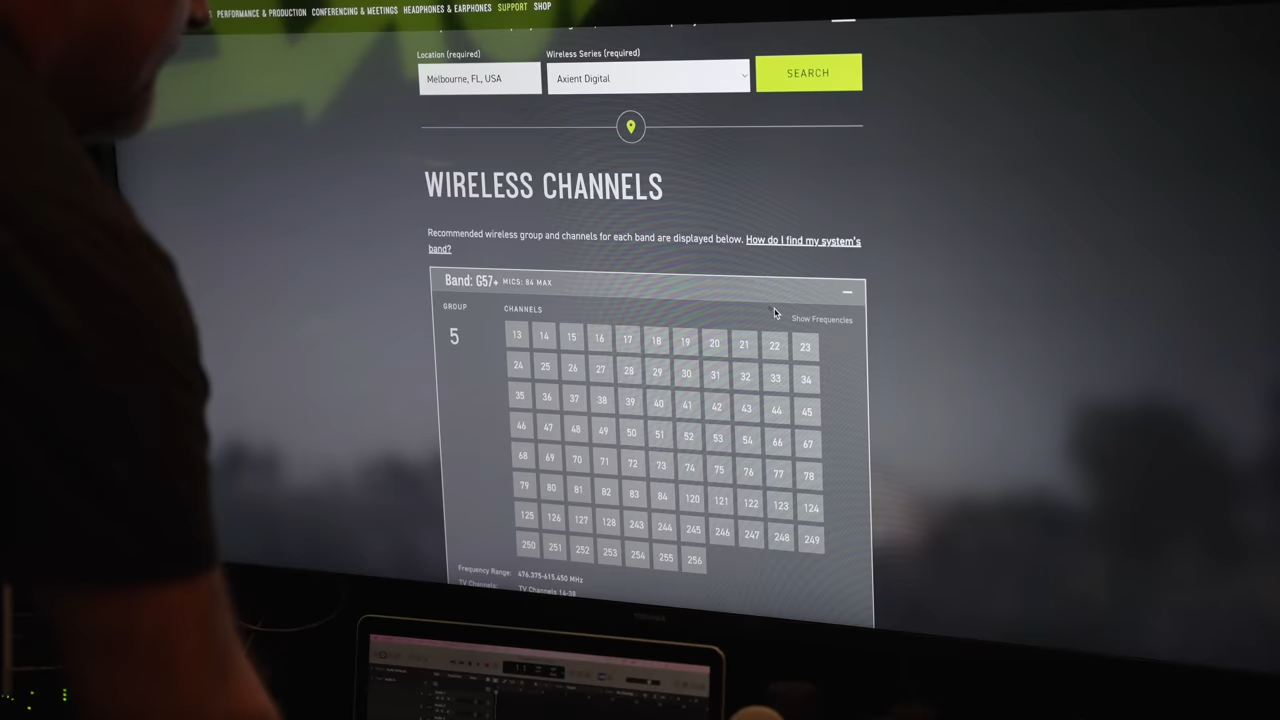 PERFORMANCE & PRODUCTION CONFERENCING & MEETINGS HEADPHONES & EARPHONES SUPPORT SHOP
Location (required) Wireless Series (required)
Melbourne, FL, USA Axient Digital SEARCH
WIRELESS CHANNELS
Recommended wireless group and channels for each band are displayed below. How do I find my system's
band?
Band: G57+ MICS: 84 MAX
GROUP CHANNELS Show Frequencies
5 13 14 15 16 17 18 19 20 21 22 23
24 25 26 27 28 29 30 31 32 33 34
35 36 37 38 39 40 41 42 43 44 45
46 47 48 49 50 51 52 53 54 66 67
68 69 70 71 72 73 74 75 76 77 78
79 80 81 82 83 84 120 121 122 123 124
125 126 127 128 243 244 245 246 247 248 249
250 251 252 253 254 255 256
Frequency Range: 476.375-615.450 MHz
TV Channels: TV Channels 14-38